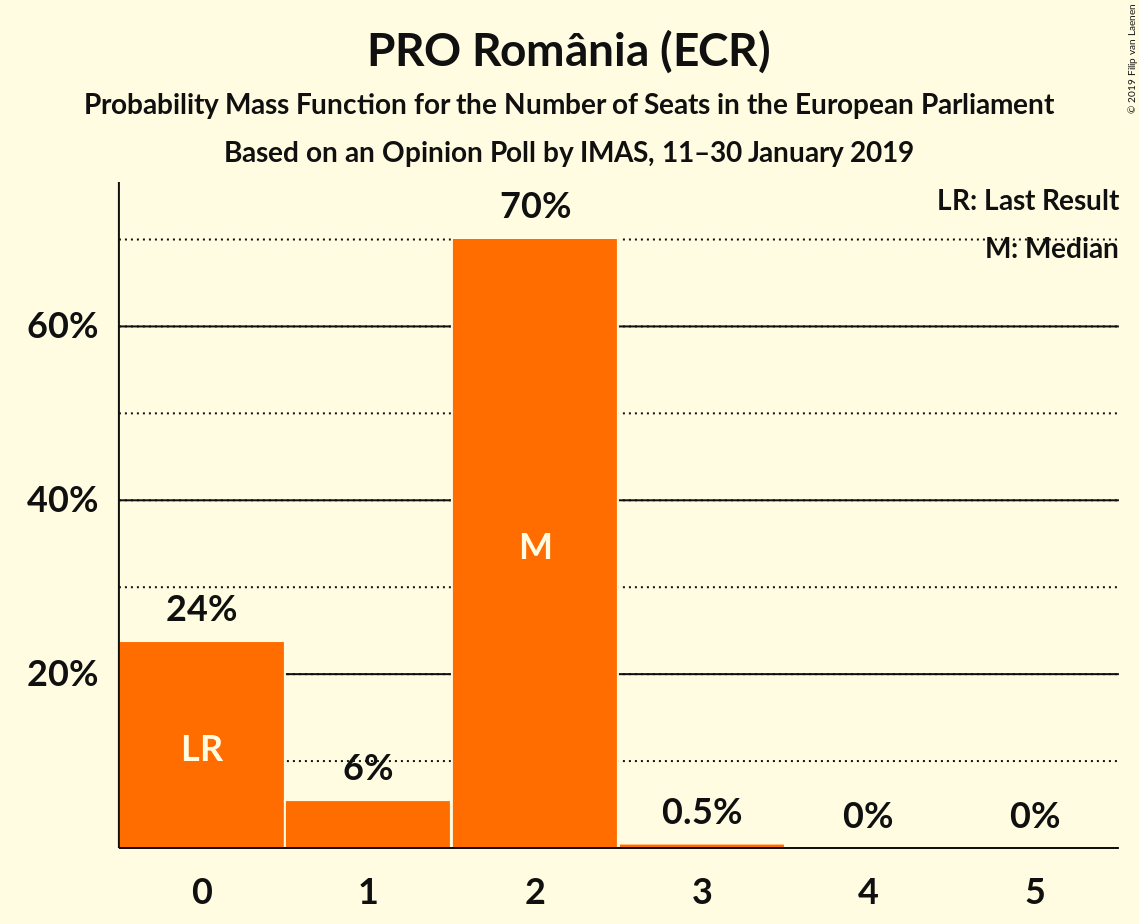 PRO România (ECR)
Probability Mass Function for the Number of Seats in the European Parliament
Based on an Opinion Poll by IMAS, 11–30 January 2019
© 2019 Filip van Laenen
LR: Last Result
M: Median
70%
60%
40%
20%
24%
6%
0.5%
0%
0%
LR
M
0 1 2 3 4 5